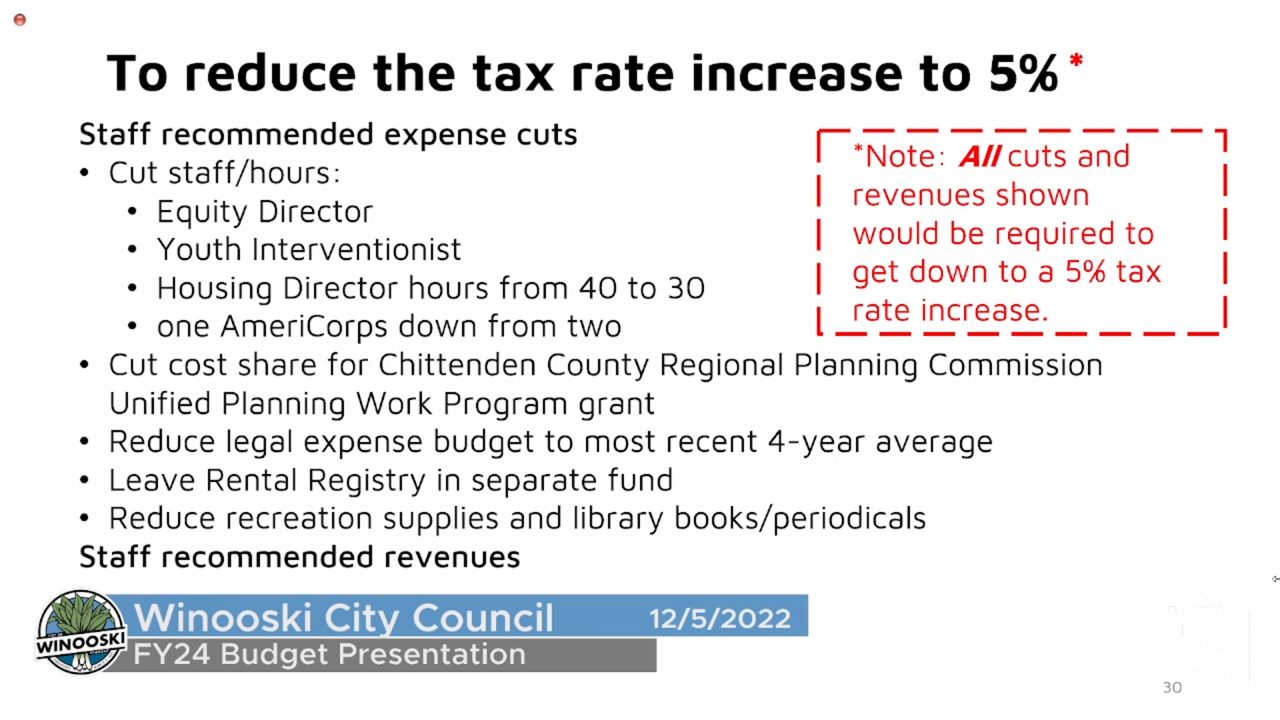 To reduce the tax rate increase to 5%*
Staff recommended expense cuts
• Cut staff/hours:
• Equity Director
• Youth Interventionist
• Housing Director hours from 40 to 30
• one AmeriCorps down from two
• Cut cost share for Chittenden County Regional Planning Commission
Unified Planning Work Program grant
• Reduce legal expense budget to most recent 4-year average
• Leave Rental Registry in separate fund
• Reduce recreation supplies and library books/periodicals
Staff recommended revenues
*Note: All cuts and
revenues shown
would be required to
get down to a 5% tax
rate increase.
WINOOSKI
Winooski City Council 12/5/2022
FY24 Budget Presentation
30